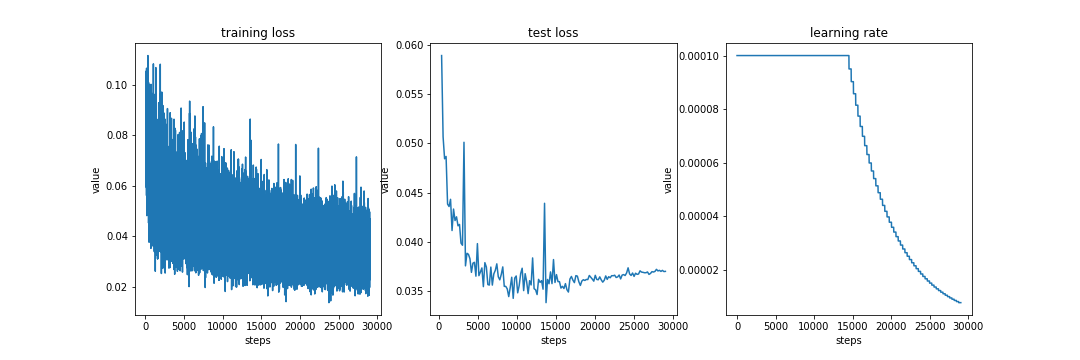 training loss
value
0.10
0.08
0.06
0.04
0.02
0 5000 10000 15000 20000 25000 30000
steps
test loss
value
0.060
0.055
0.050
0.045
0.040
0.035
0 5000 10000 15000 20000 25000 30000
steps
learning rate
value
0.00010
0.00008
0.00006
0.00004
0.00002
0 5000 10000 15000 20000 25000 30000
steps